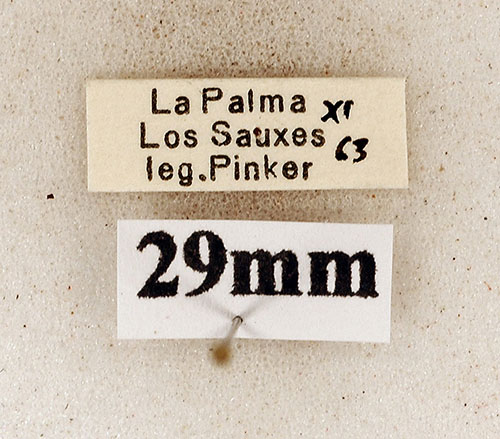 La Palma XI
Los Sauxes 63
leg.Pinker
29mm